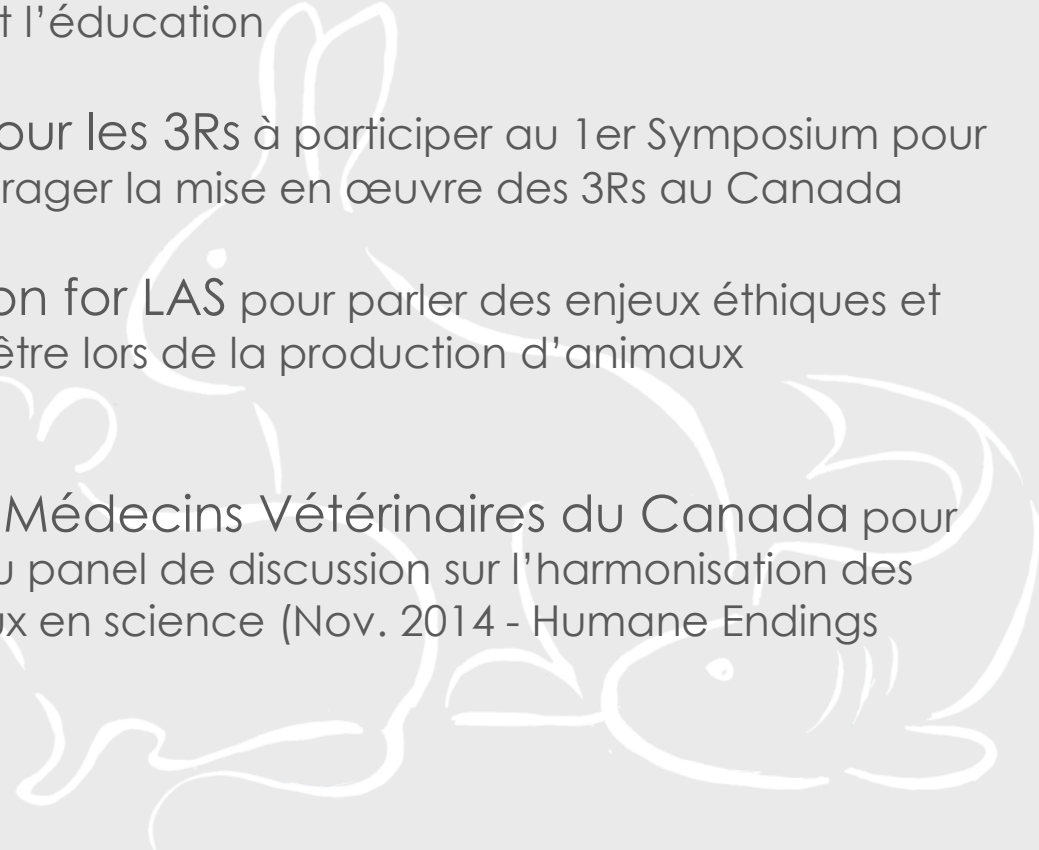 t l’éducation
our les 3Rs à participer au 1er Symposium pour
rager la mise en œuvre des 3Rs au Canada
on for LAS pour parler des enjeux éthiques et
être lors de la production d’animaux
Médecins Vétérinaires du Canada pour
u panel de discussion sur l’harmonisation des
ux en science (Nov. 2014 - Humane Endings